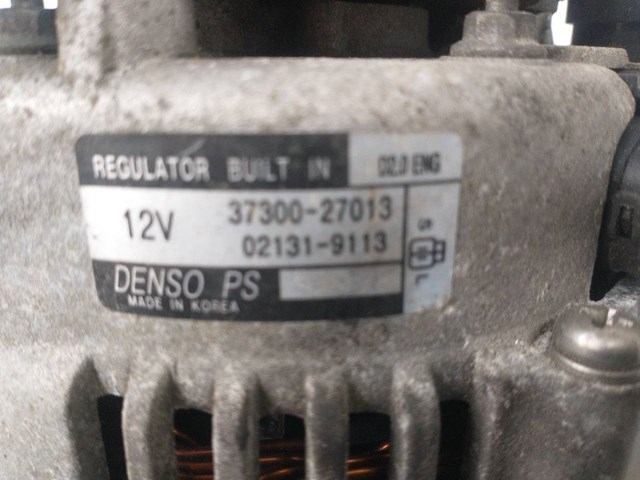 REGULATOR BUILT IN D2.0 ENG
12V
37300-27013
02131-9113
S
L
DENSO PS
MADE IN KOREA